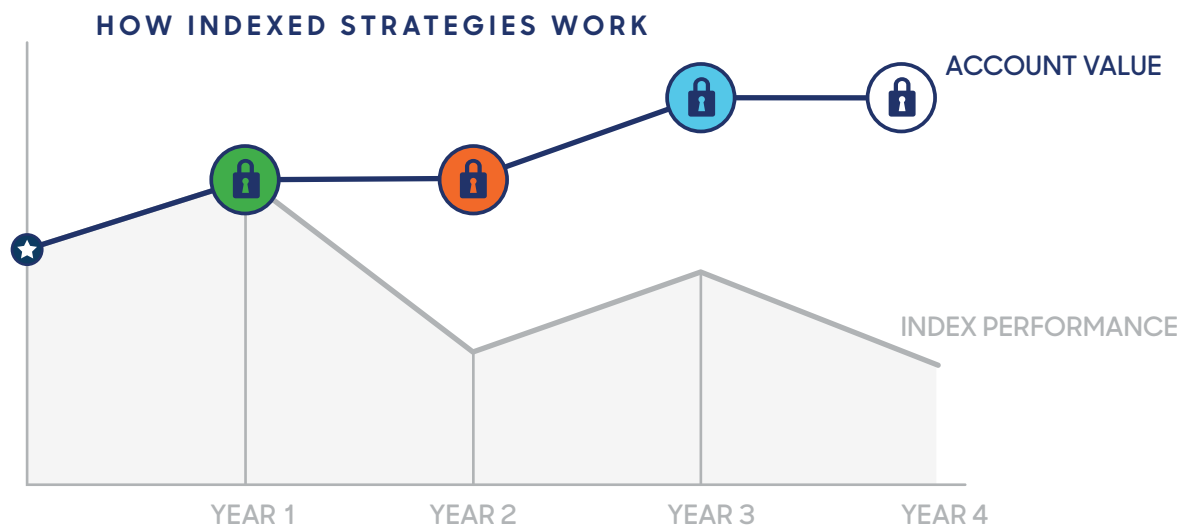 HOW INDEXED STRATEGIES WORK
ACCOUNT VALUE
INDEX PERFORMANCE
YEAR 1
YEAR 2
YEAR 3
YEAR 4